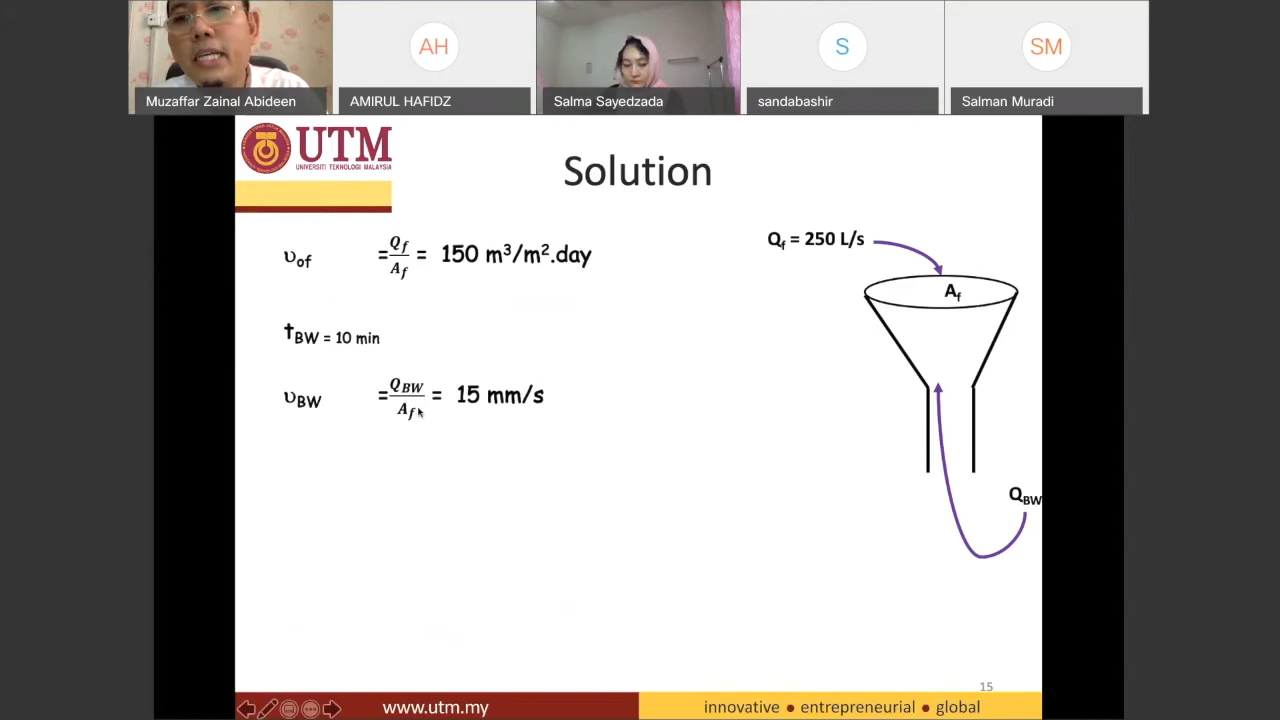 AH
S
SM
Muzaffar Zainal Abideen
AMIRUL HAFIDZ
Salma Sayedzada
sandabashir
Salman Muradi
UTM
UNIVERSITI TEKNOLOGI MALAYSIA
Solution
υof = Qf/Af = 150 m³/m².day
tBW = 10 min
υBW = QBW/Af = 15 mm/s
Qf = 250 L/s
Af
QBW
15
www.utm.my
innovative ● entrepreneurial ● global